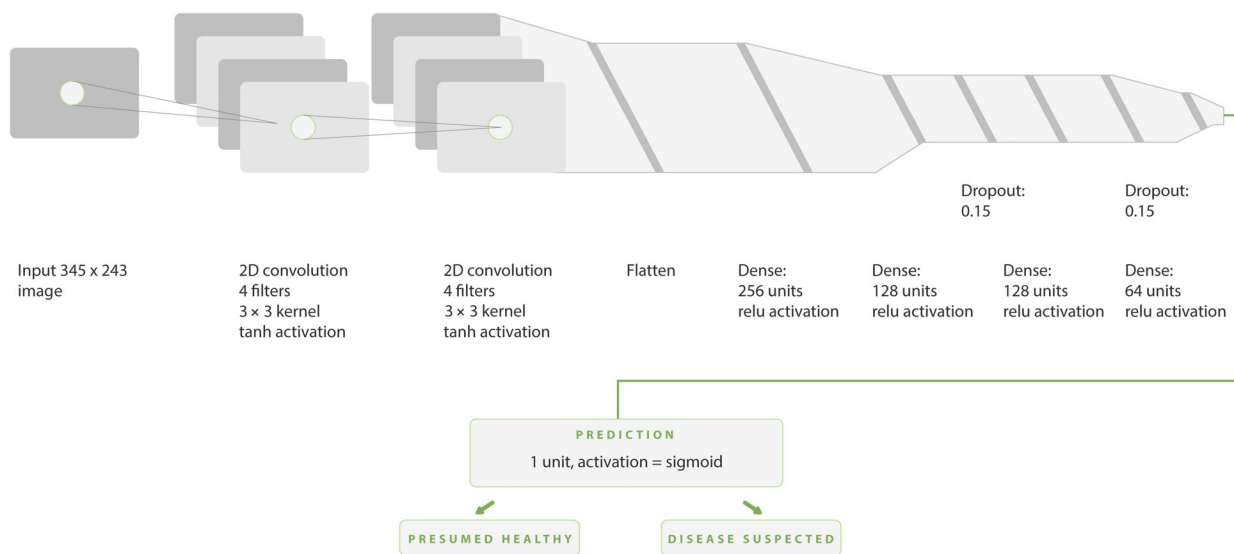 Dropout:
0.15
Dropout:
0.15
Input 345 x 243
image
2D convolution
4 filters
3 × 3 kernel
tanh activation
2D convolution
4 filters
3 × 3 kernel
tanh activation
Flatten
Dense:
256 units
relu activation
Dense:
128 units
relu activation
Dense:
128 units
relu activation
Dense:
64 units
relu activation
PREDICTION
1 unit, activation = sigmoid
PRESUMED HEALTHY
DISEASE SUSPECTED